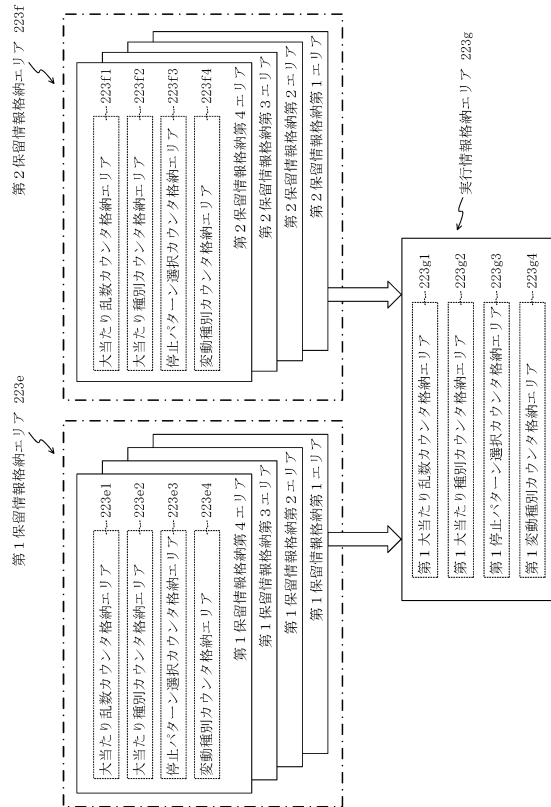 第1保留情報格納エリア 223e
大当たり乱数カウンタ格納エリア 223e1
大当たり種別カウンタ格納エリア 223e2
停止パターン選択カウンタ格納エリア 223e3
変動種別カウンタ格納エリア 223e4
第1保留情報格納第4エリア
第1保留情報格納第3エリア
第1保留情報格納第2エリア
第1保留情報格納第1エリア
第2保留情報格納エリア 223f
大当たり乱数カウンタ格納エリア 223f1
大当たり種別カウンタ格納エリア 223f2
停止パターン選択カウンタ格納エリア 223f3
変動種別カウンタ格納エリア 223f4
第2保留情報格納第4エリア
第2保留情報格納第3エリア
第2保留情報格納第2エリア
第2保留情報格納第1エリア
実行情報格納エリア 223g
第1大当たり乱数カウンタ格納エリア 223g1
第1大当たり種別カウンタ格納エリア 223g2
第1停止パターン選択カウンタ格納エリア 223g3
第1変動種別カウンタ格納エリア 223g4